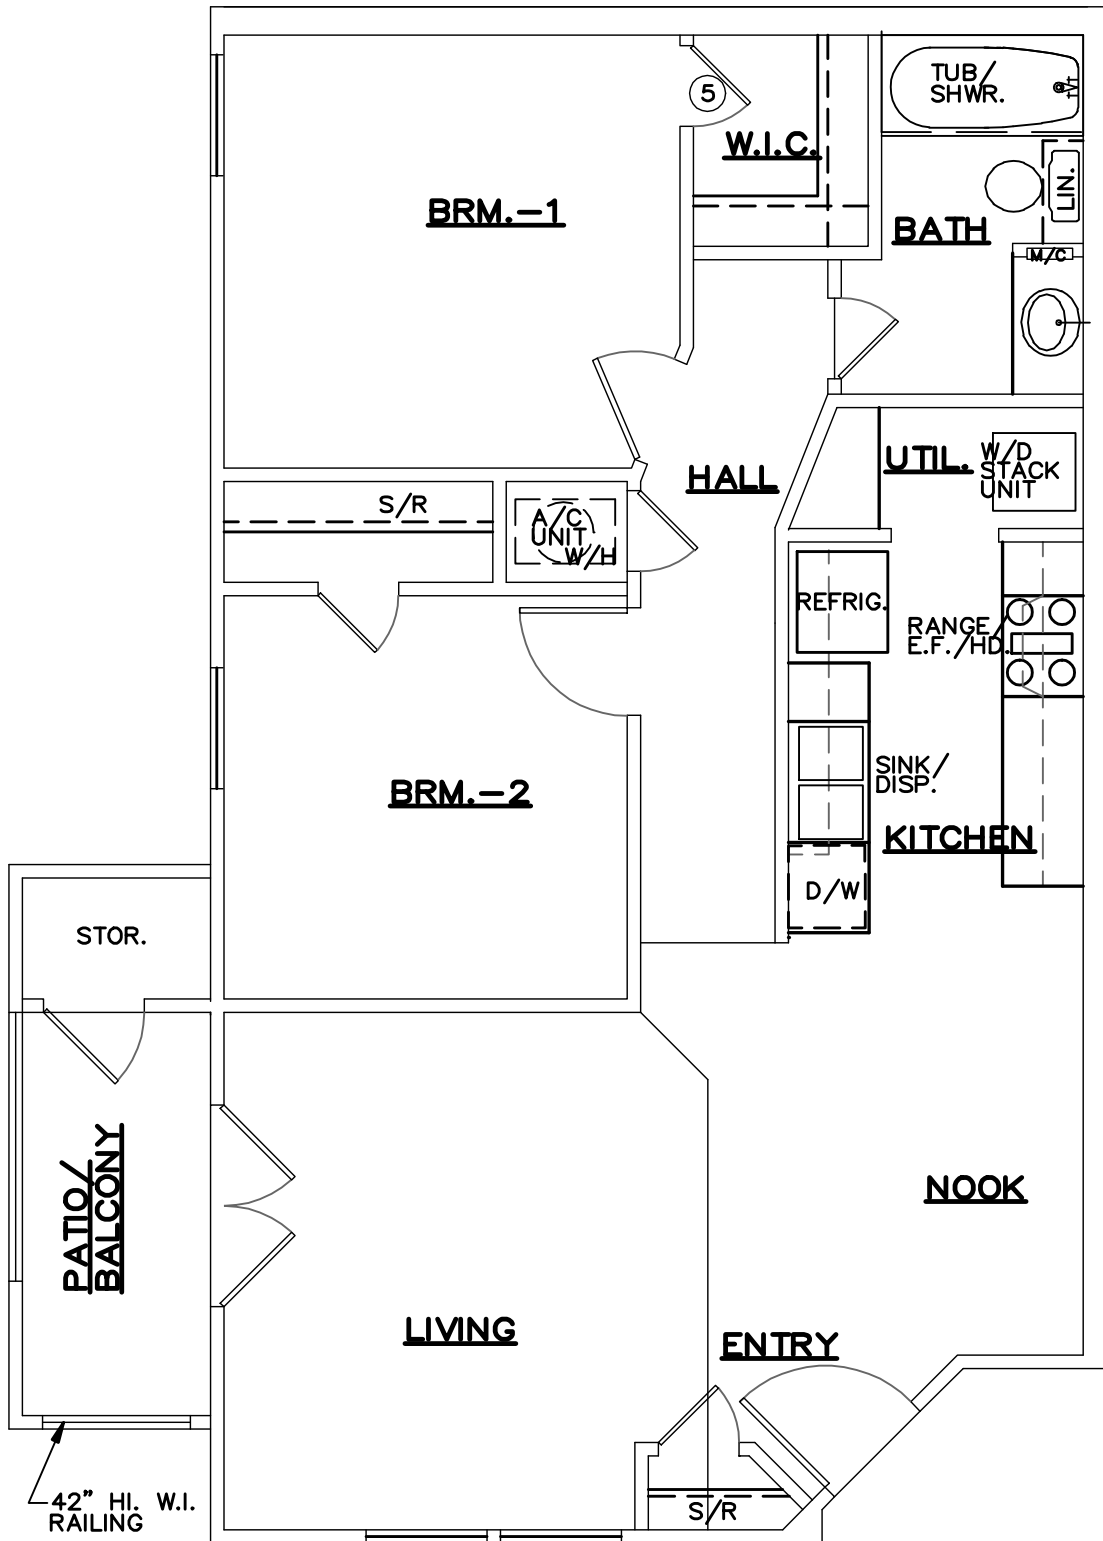 TUB/
SHWR.
5
W.I.C.
LIN.
BRM.-1
BATH
M/C
UTIL.
W/D
STACK
UNIT
HALL
S/R
A/C
UNIT
W/H
REFRIG.
RANGE
E.F./HD.
SINK/
DISP.
BRM.-2
KITCHEN
D/W
STOR.
PATIO/
BALCONY
NOOK
LIVING
ENTRY
42" HI. W.I.
RAILING
S/R